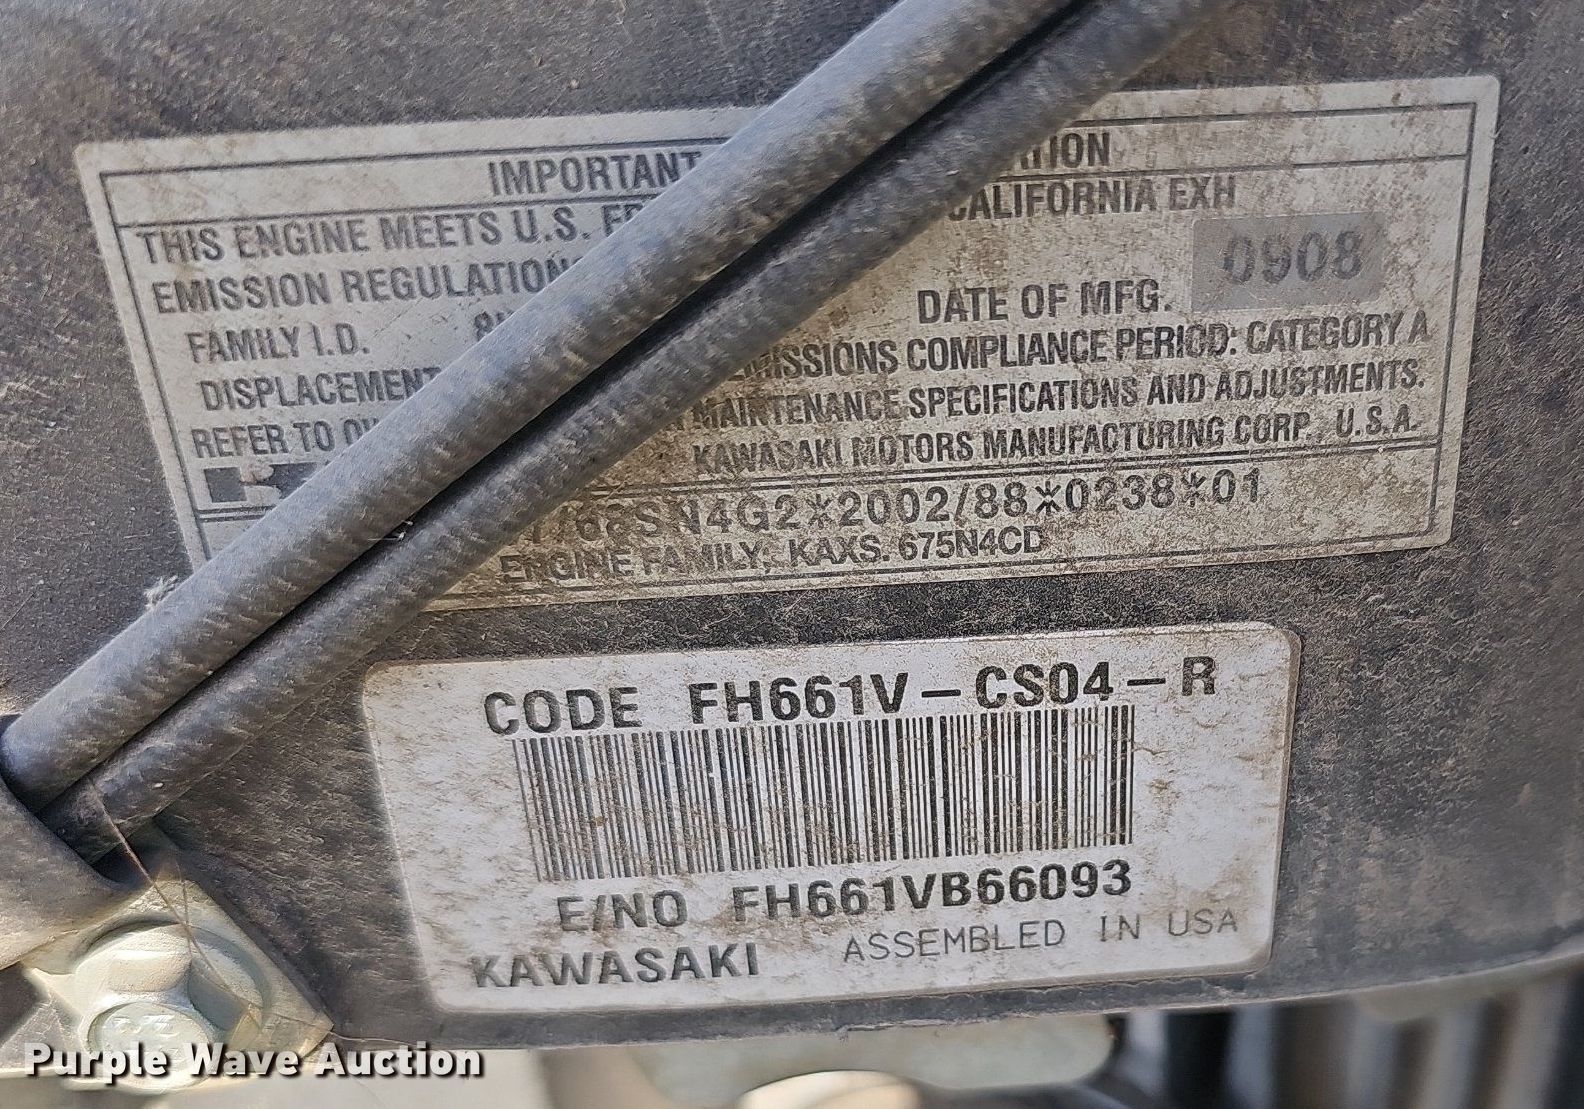 IMPORTANT
THIS ENGINE MEETS U.S. CALIFORNIA EXH
EMISSION REGULATION
0908
DATE OF MFG.
FAMILY I.D.
DISPLACEMENT EMISSIONS COMPLIANCE PERIOD: CATEGORY A
REFER TO MAINTENANCE SPECIFICATIONS AND ADJUSTMENTS.
KAWASAKI MOTORS MANUFACTURING CORP., U.S.A.
SN4G2*2002/88*0238*01
ENGINE FAMILY, KAXS. 675N4CD
CODE FH661V-CS04-R
E/NO FH661VB66093
KAWASAKI ASSEMBLED IN USA
Purple Wave Auction